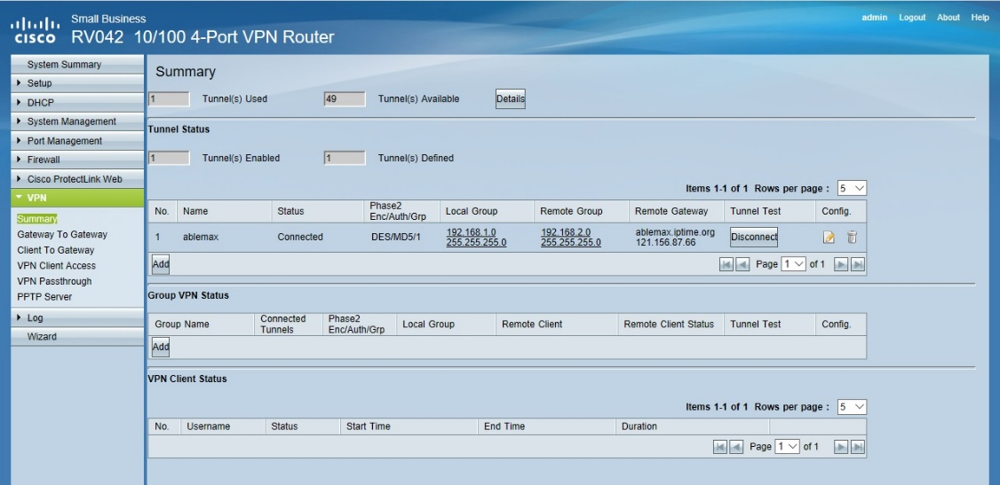 Small Business
cisco RV042 10/100 4-Port VPN Router
admin Logout About Help
System Summary
Setup
DHCP
System Management
Port Management
Firewall
Cisco ProtectLink Web
VPN
Summary
Gateway To Gateway
Client To Gateway
VPN Client Access
VPN Passthrough
PPTP Server
Log
Wizard
Summary
1 Tunnel(s) Used 49 Tunnel(s) Available Details
Tunnel Status
1 Tunnel(s) Enabled 1 Tunnel(s) Defined
Items 1-1 of 1 Rows per page : 5
No. Name Status Phase2 Enc/Auth/Grp Local Group Remote Group Remote Gateway Tunnel Test Config.
1 ablemax Connected DES/MD5/1 192.168.1.0 255.255.255.0 192.168.2.0 255.255.255.0 ablemax.iptime.org 121.156.87.66 Disconnect
Add Page 1 of 1
Group VPN Status
Group Name Connected Tunnels Phase2 Enc/Auth/Grp Local Group Remote Client Remote Client Status Tunnel Test Config.
Add
VPN Client Status
Items 1-1 of 1 Rows per page : 5
No. Username Status Start Time End Time Duration
Page 1 of 1